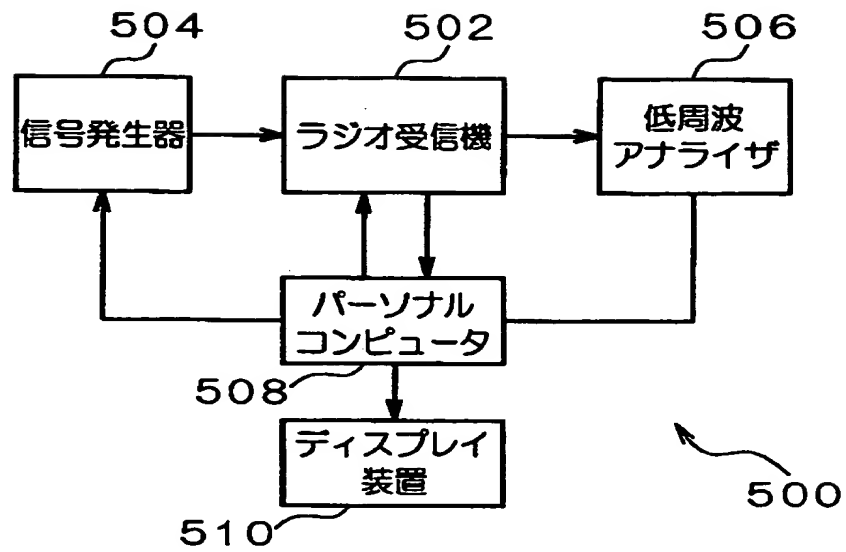 504
502
506
信号発生器
ラジオ受信機
低周波
アナライザ
パーソナル
コンピュータ
508
ディスプレイ
装置
510
500